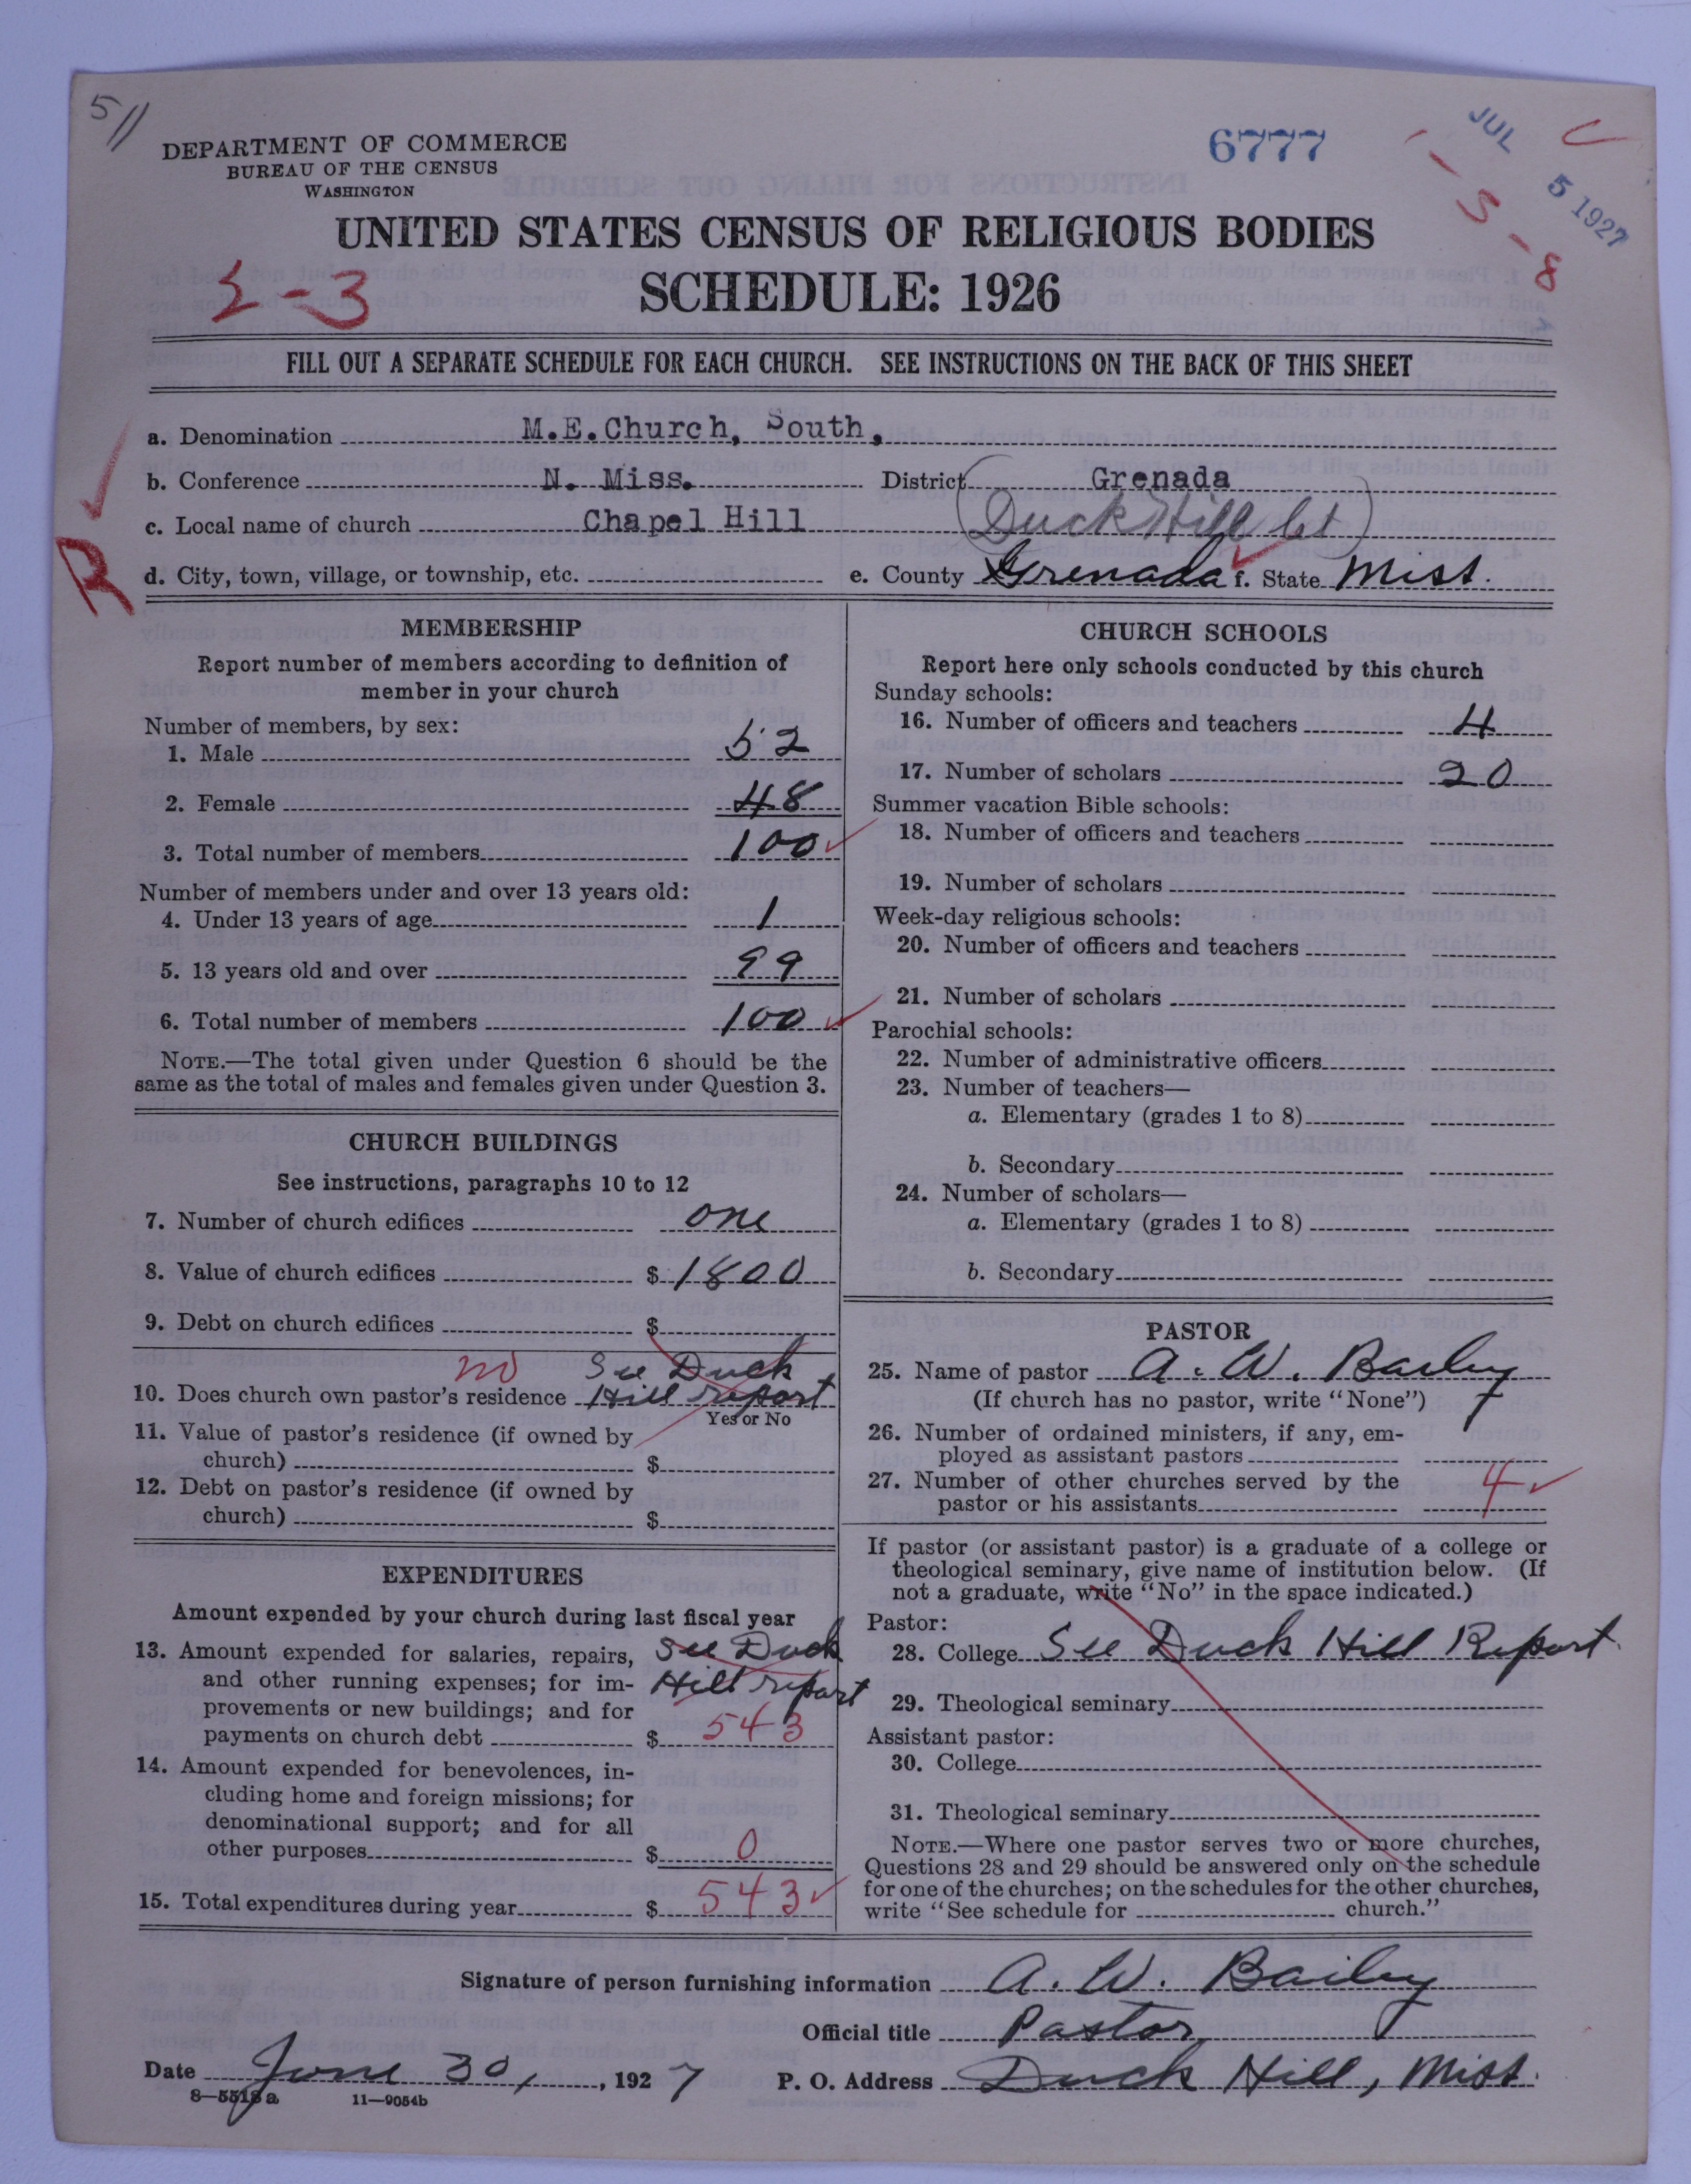 511
DEPARTMENT OF COMMERCE
BUREAU OF THE CENSUS
WASHINGTON
6777
JUL 5 1927
1-3-8
UNITED STATES CENSUS OF RELIGIOUS BODIES
SCHEDULE: 1926
FILL OUT A SEPARATE SCHEDULE FOR EACH CHURCH. SEE INSTRUCTIONS ON THE BACK OF THIS SHEET
a. Denomination M.E.Church, South,
b. Conference N. Miss. District Grenada
c. Local name of church Chapel Hill (Duck Hill Ct)
R
d. City, town, village, or township, etc. e. County Grenada f. State Miss.
MEMBERSHIP
Report number of members according to definition of
member in your church
Number of members, by sex:
1. Male 52
2. Female 48
3. Total number of members 100
Number of members under and over 13 years old:
4. Under 13 years of age 1
5. 13 years old and over 99
6. Total number of members 100
NOTE.—The total given under Question 6 should be the
same as the total of males and females given under Question 3.
CHURCH BUILDINGS
See instructions, paragraphs 10 to 12
7. Number of church edifices one
8. Value of church edifices $ 1800
9. Debt on church edifices $
no See Duck
10. Does church own pastor's residence Hill report
Yes or No
11. Value of pastor's residence (if owned by
church) $
12. Debt on pastor's residence (if owned by
church) $
EXPENDITURES
Amount expended by your church during last fiscal year
13. Amount expended for salaries, repairs, See Duck
and other running expenses; for im- Hill report
provements or new buildings; and for
payments on church debt $ 543
14. Amount expended for benevolences, in-
cluding home and foreign missions; for
denominational support; and for all
other purposes $ 0
15. Total expenditures during year $ 543
CHURCH SCHOOLS
Report here only schools conducted by this church
Sunday schools:
16. Number of officers and teachers 4
17. Number of scholars 20
Summer vacation Bible schools:
18. Number of officers and teachers
19. Number of scholars
Week-day religious schools:
20. Number of officers and teachers
21. Number of scholars
Parochial schools:
22. Number of administrative officers
23. Number of teachers—
a. Elementary (grades 1 to 8)
b. Secondary
24. Number of scholars—
a. Elementary (grades 1 to 8)
b. Secondary
PASTOR
25. Name of pastor A. W. Bailey
(If church has no pastor, write "None")
26. Number of ordained ministers, if any, em-
ployed as assistant pastors
27. Number of other churches served by the
pastor or his assistants 4
If pastor (or assistant pastor) is a graduate of a college or
theological seminary, give name of institution below. (If
not a graduate, write "No" in the space indicated.)
Pastor:
28. College See Duck Hill Report.
29. Theological seminary
Assistant pastor:
30. College
31. Theological seminary
NOTE.—Where one pastor serves two or more churches,
Questions 28 and 29 should be answered only on the schedule
for one of the churches; on the schedules for the other churches,
write "See schedule for church."
Signature of person furnishing information A. W. Bailey
Official title Pastor
Date June 30, 1927 P. O. Address Duck Hill, Miss.
8—5518 a 11—9054b